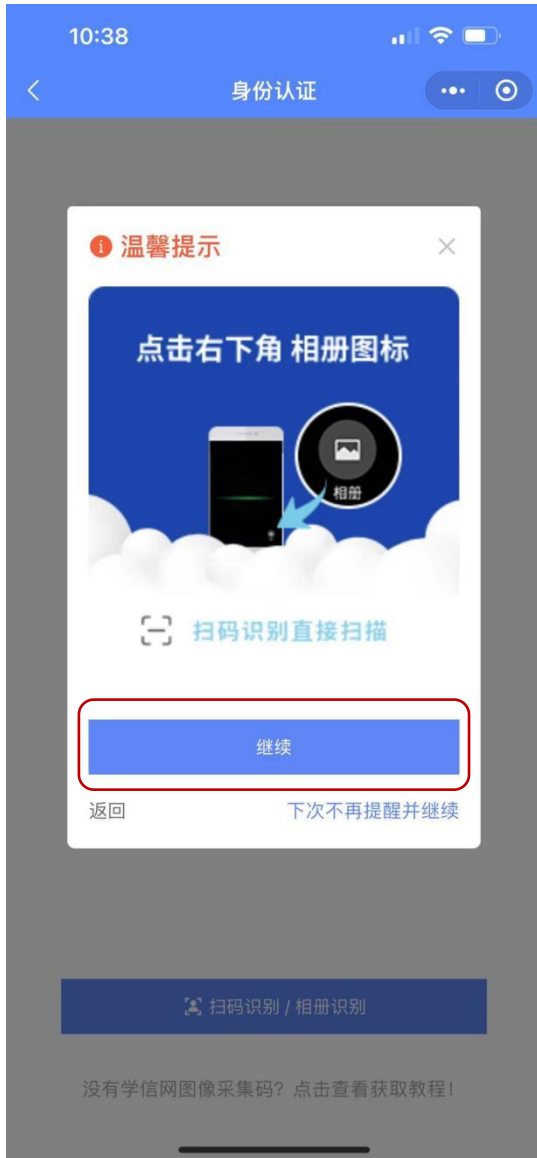 10:38
身份认证
温馨提示
点击右下角 相册图标
相册
扫码识别直接扫描
继续
返回
下次不再提醒并继续
扫码识别 / 相册识别
没有学信网图像采集码？点击查看获取教程！